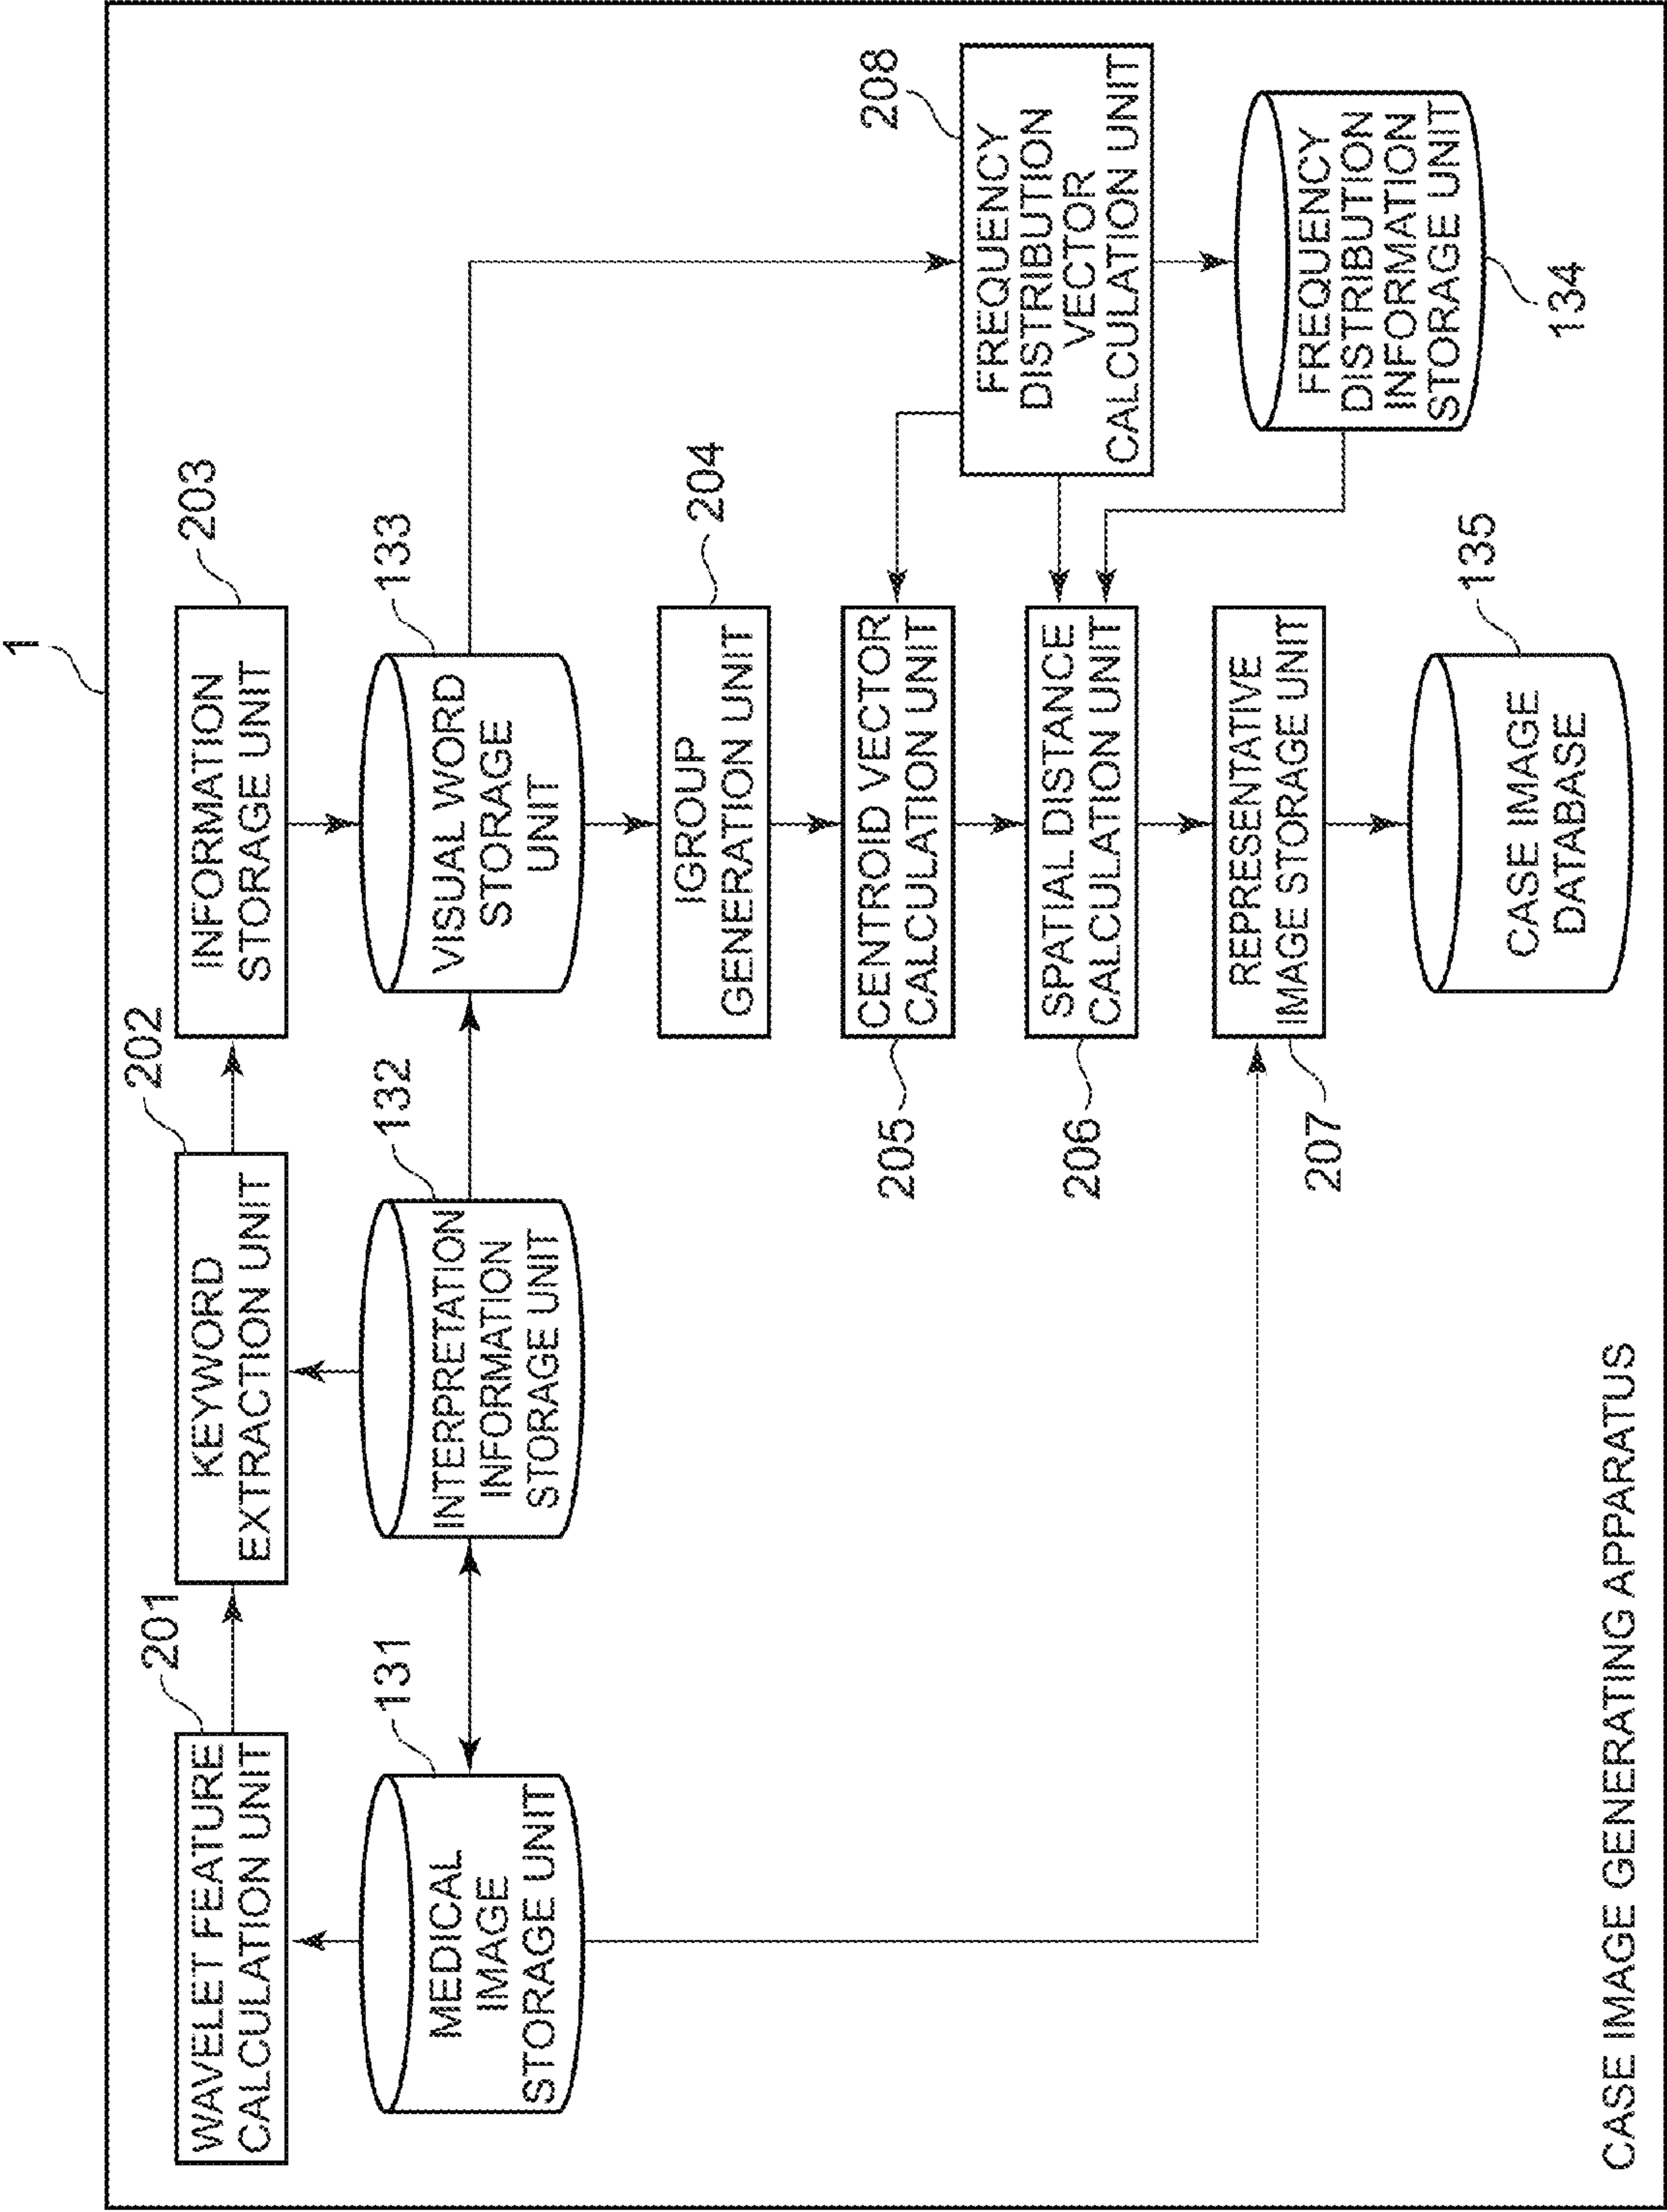 1
201
WAVELET FEATURE
CALCULATION UNIT
202
KEYWORD
EXTRACTION UNIT
203
INFORMATION
STORAGE UNIT
131
MEDICAL
IMAGE
STORAGE UNIT
132
INTERPRETATION
INFORMATION
STORAGE UNIT
133
VISUAL WORD
STORAGE
UNIT
204
IGROUP
GENERATION UNIT
205
CENTROID VECTOR
CALCULATION UNIT
208
FREQUENCY
DISTRIBUTION
VECTOR
CALCULATION UNIT
206
SPATIAL DISTANCE
CALCULATION UNIT
207
REPRESENTATIVE
IMAGE STORAGE UNIT
FREQUENCY
DISTRIBUTION
INFORMATION
STORAGE UNIT
134
135
CASE IMAGE
DATABASE
CASE IMAGE GENERATING APPARATUS